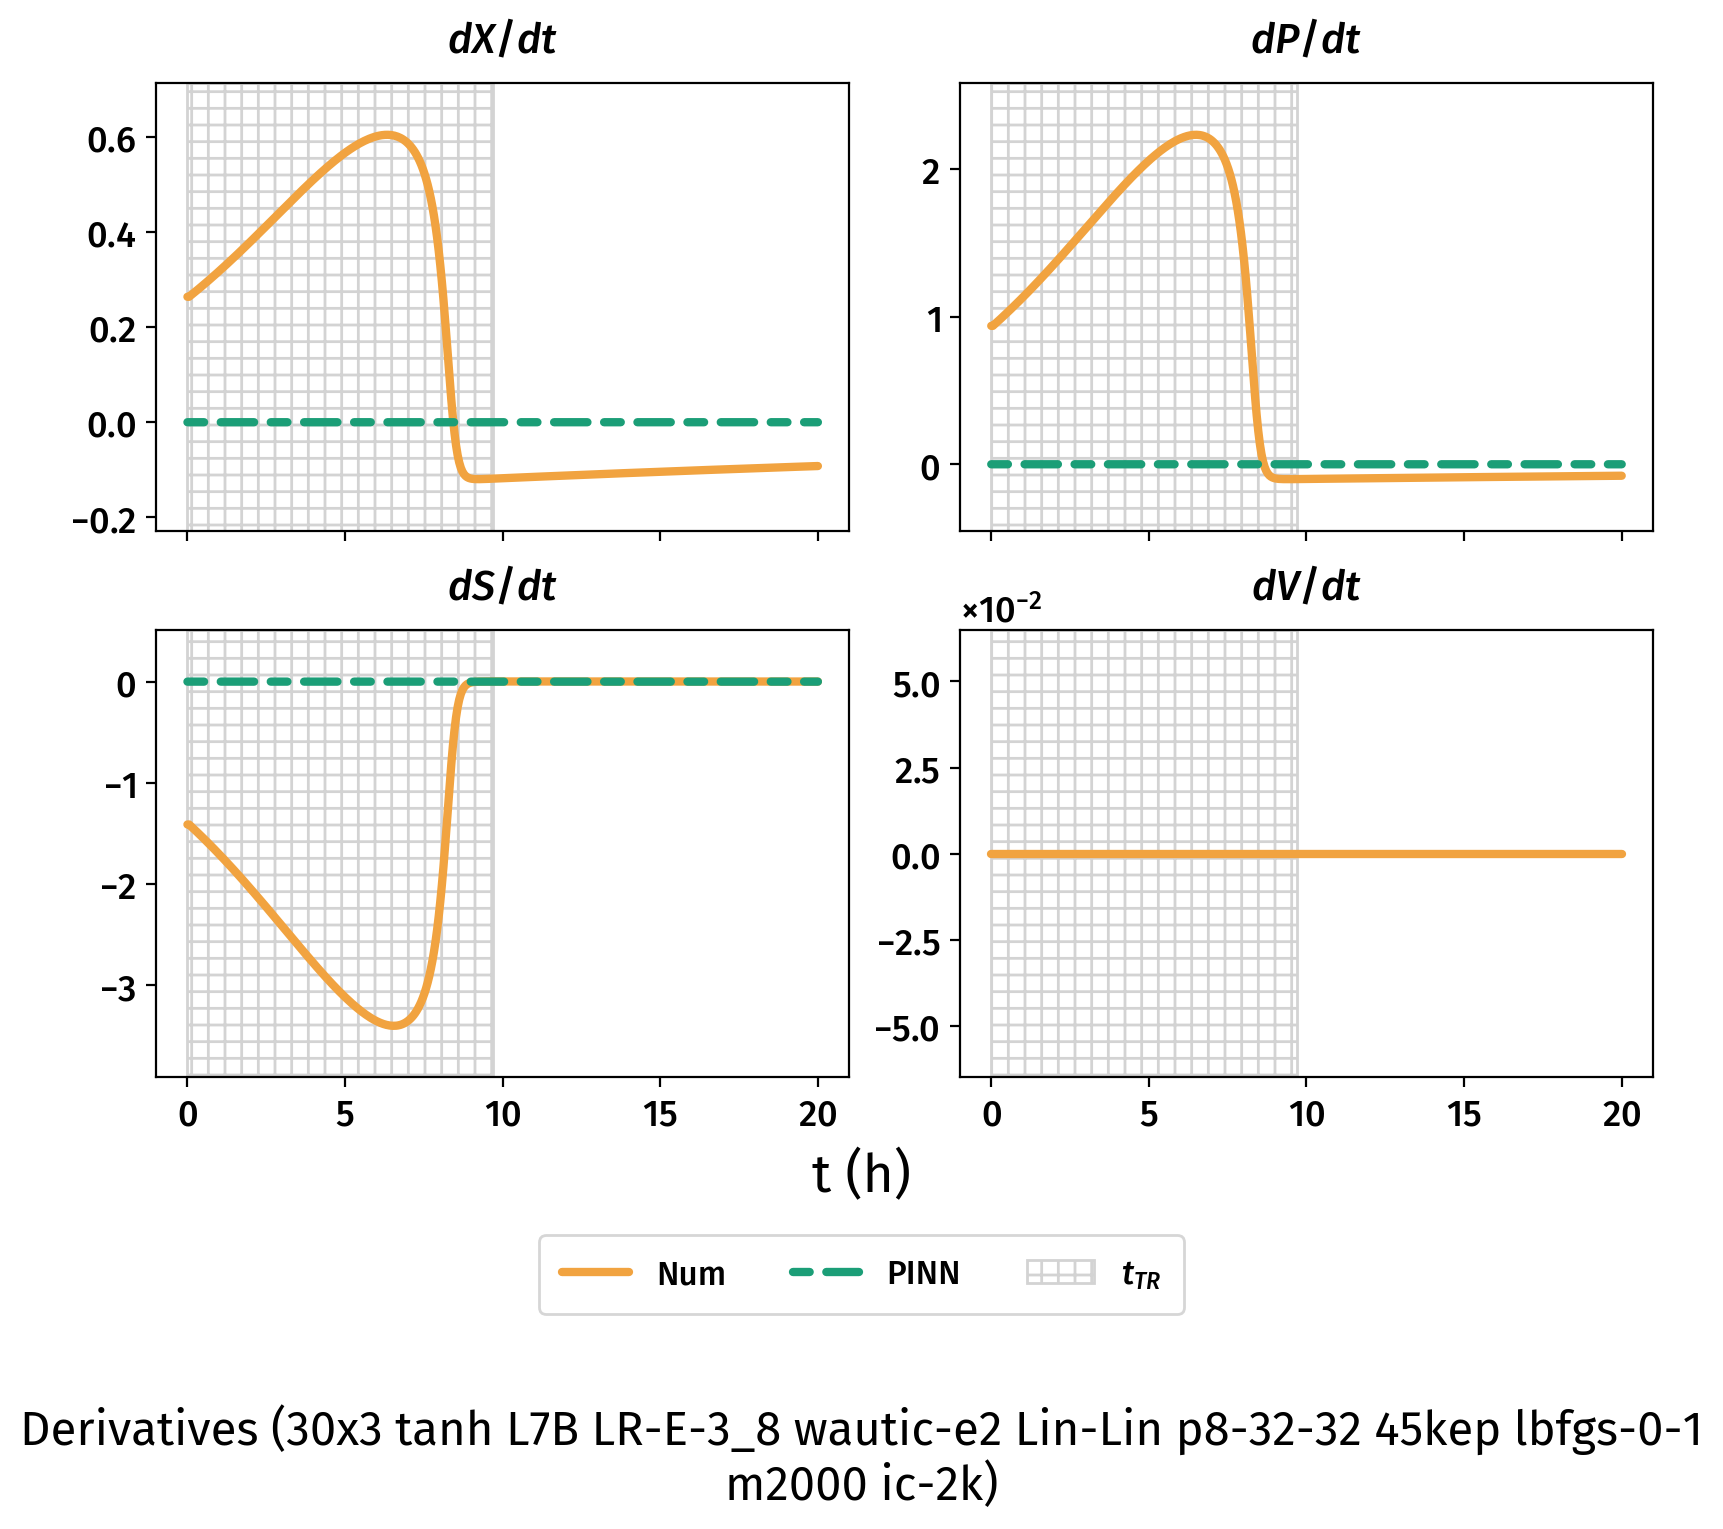 dX/dt
dP/dt
0.6
0.4
0.2
0.0
−0.2
2
1
0
dS/dt
dV/dt
×10⁻²
0
−1
−2
−3
5.0
2.5
0.0
−2.5
−5.0
0 5 10 15 20
0 5 10 15 20
t (h)
Num PINN t_TR
Derivatives (30x3 tanh L7B LR-E-3_8 wautic-e2 Lin-Lin p8-32-32 45kep lbfgs-0-1
m2000 ic-2k)